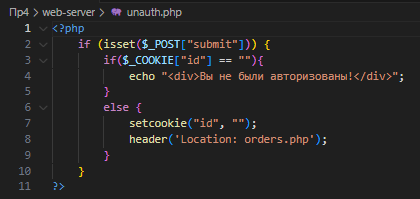 Пр4 > web-server > unauth.php
1 <?php
2 if (isset($_POST["submit"])) {
3 if($_COOKIE["id"] == ""){
4 echo "<div>Вы не были авторизованы!</div>";
5 }
6 else {
7 setcookie("id", "");
8 header('Location: orders.php');
9 }
10 }
11 ?>